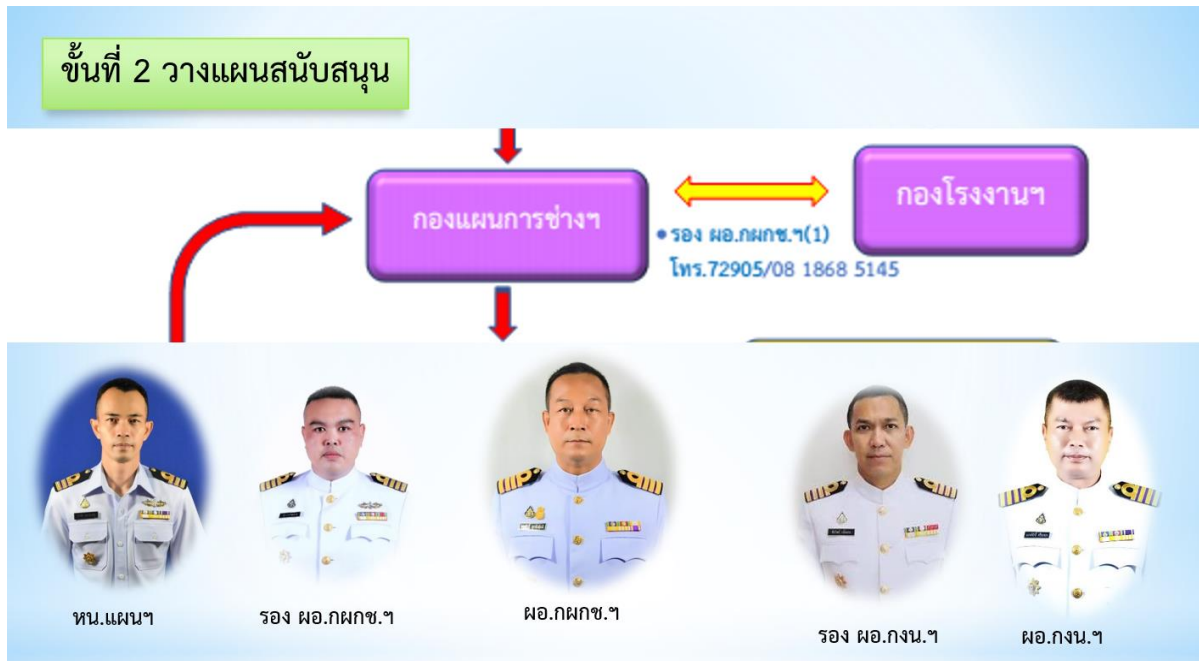 ขั้นที่ 2 วางแผนสนับสนุน
กองแผนการช่างฯ
กองโรงงานฯ
• รอง ผอ.กผกช.ฯ(1)
โทร.72905/08 1868 5145
หน.แผนฯ
รอง ผอ.กผกช.ฯ
ผอ.กผกช.ฯ
รอง ผอ.กงน.ฯ
ผอ.กงน.ฯ